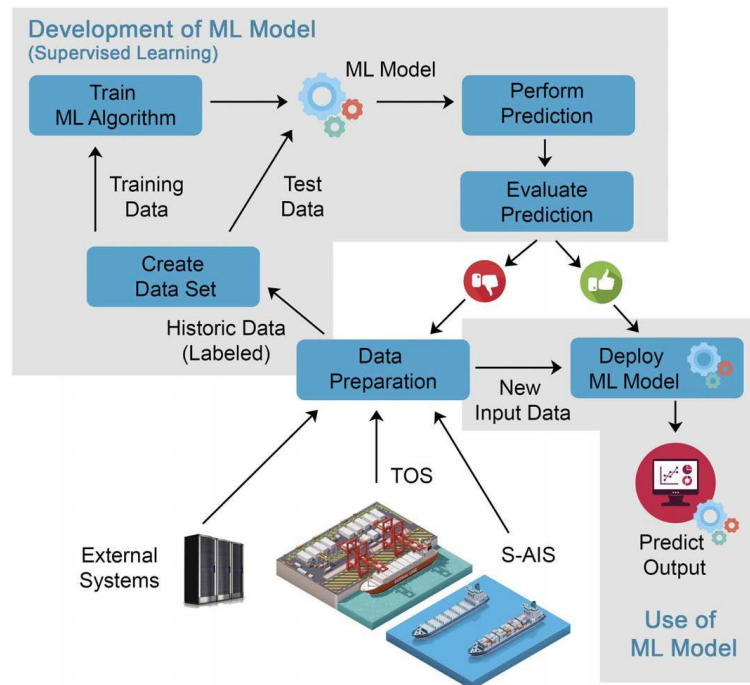 Development of ML Model
(Supervised Learning)
Train
ML Algorithm
ML Model
Perform
Prediction
Training
Data
Test
Data
Evaluate
Prediction
Create
Data Set
Historic Data
(Labeled)
Data
Preparation
New
Input Data
Deploy
ML Model
TOS
External
Systems
S-AIS
Predict
Output
Use of
ML Model